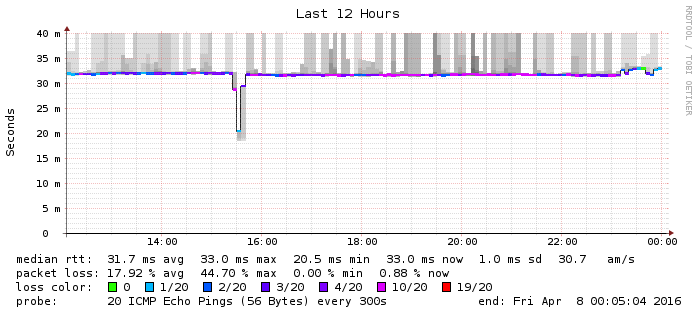 Last 12 Hours
RRDTOOL / TOBI OETIKER
Seconds
40 m
35 m
30 m
25 m
20 m
15 m
10 m
5 m
0
14:00 16:00 18:00 20:00 22:00 00:00
median rtt: 31.7 ms avg 33.0 ms max 20.5 ms min 33.0 ms now 1.0 ms sd 30.7 am/s
packet loss: 17.92 % avg 44.70 % max 0.00 % min 0.88 % now
loss color: 0 1/20 2/20 3/20 4/20 10/20 19/20
probe: 20 ICMP Echo Pings (56 Bytes) every 300s end: Fri Apr 8 00:05:04 2016